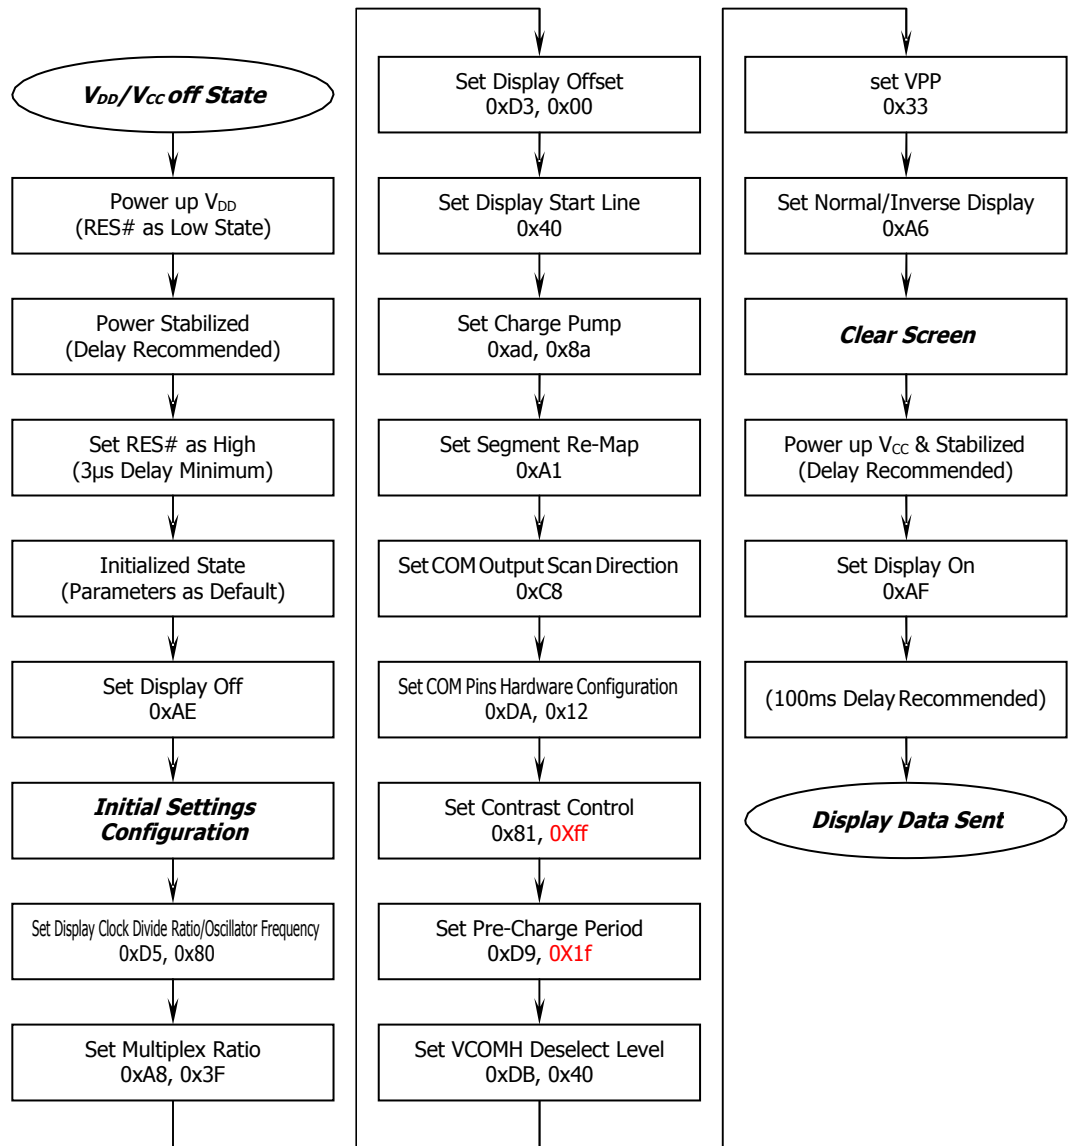 V_DD/V_CC off State
Power up V_DD
(RES# as Low State)
Power Stabilized
(Delay Recommended)
Set RES# as High
(3μs Delay Minimum)
Initialized State
(Parameters as Default)
Set Display Off
0xAE
Initial Settings
Configuration
Set Display Clock Divide Ratio/Oscillator Frequency
0xD5, 0x80
Set Multiplex Ratio
0xA8, 0x3F
Set Display Offset
0xD3, 0x00
Set Display Start Line
0x40
Set Charge Pump
0xad, 0x8a
Set Segment Re-Map
0xA1
Set COM Output Scan Direction
0xC8
Set COM Pins Hardware Configuration
0xDA, 0x12
Set Contrast Control
0x81, 0Xff
Set Pre-Charge Period
0xD9, 0X1f
Set VCOMH Deselect Level
0xDB, 0x40
set VPP
0x33
Set Normal/Inverse Display
0xA6
Clear Screen
Power up V_CC & Stabilized
(Delay Recommended)
Set Display On
0xAF
(100ms Delay Recommended)
Display Data Sent